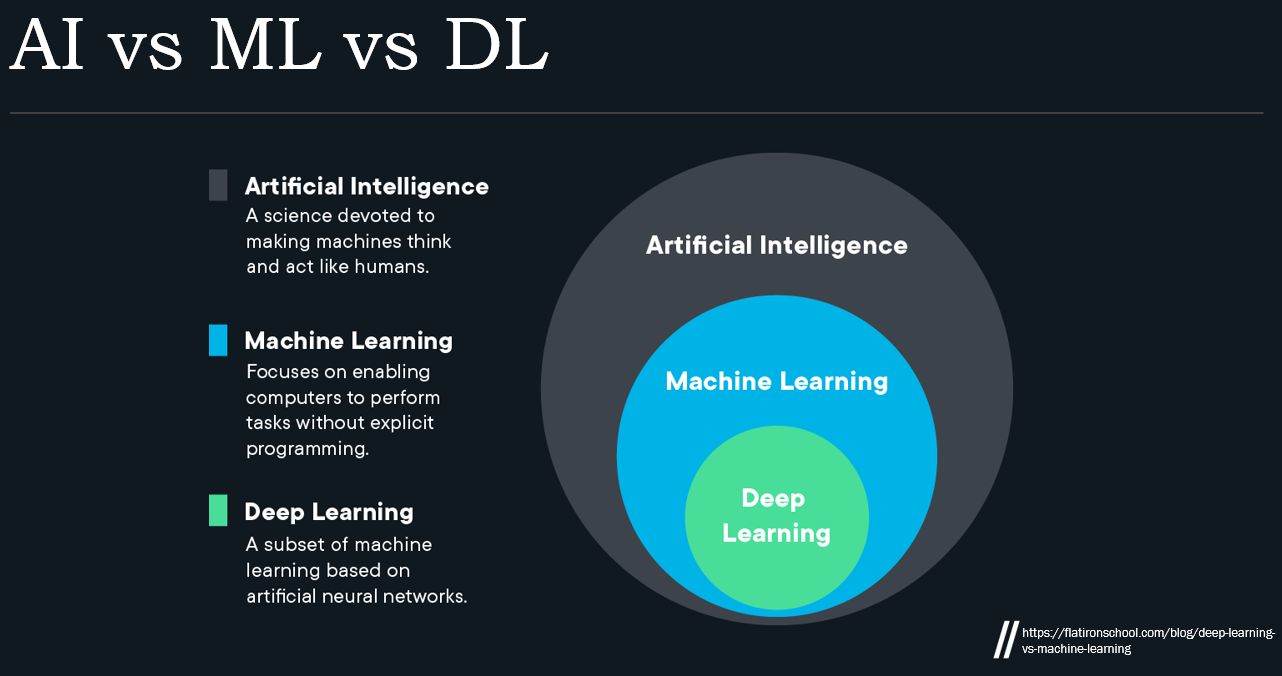 AI vs ML vs DL
Artificial Intelligence
A science devoted to
making machines think
and act like humans.
Machine Learning
Focuses on enabling
computers to perform
tasks without explicit
programming.
Deep Learning
A subset of machine
learning based on
artificial neural networks.
Artificial Intelligence
Machine Learning
Deep
Learning
https://flatironschool.com/blog/deep-learning-
vs-machine-learning